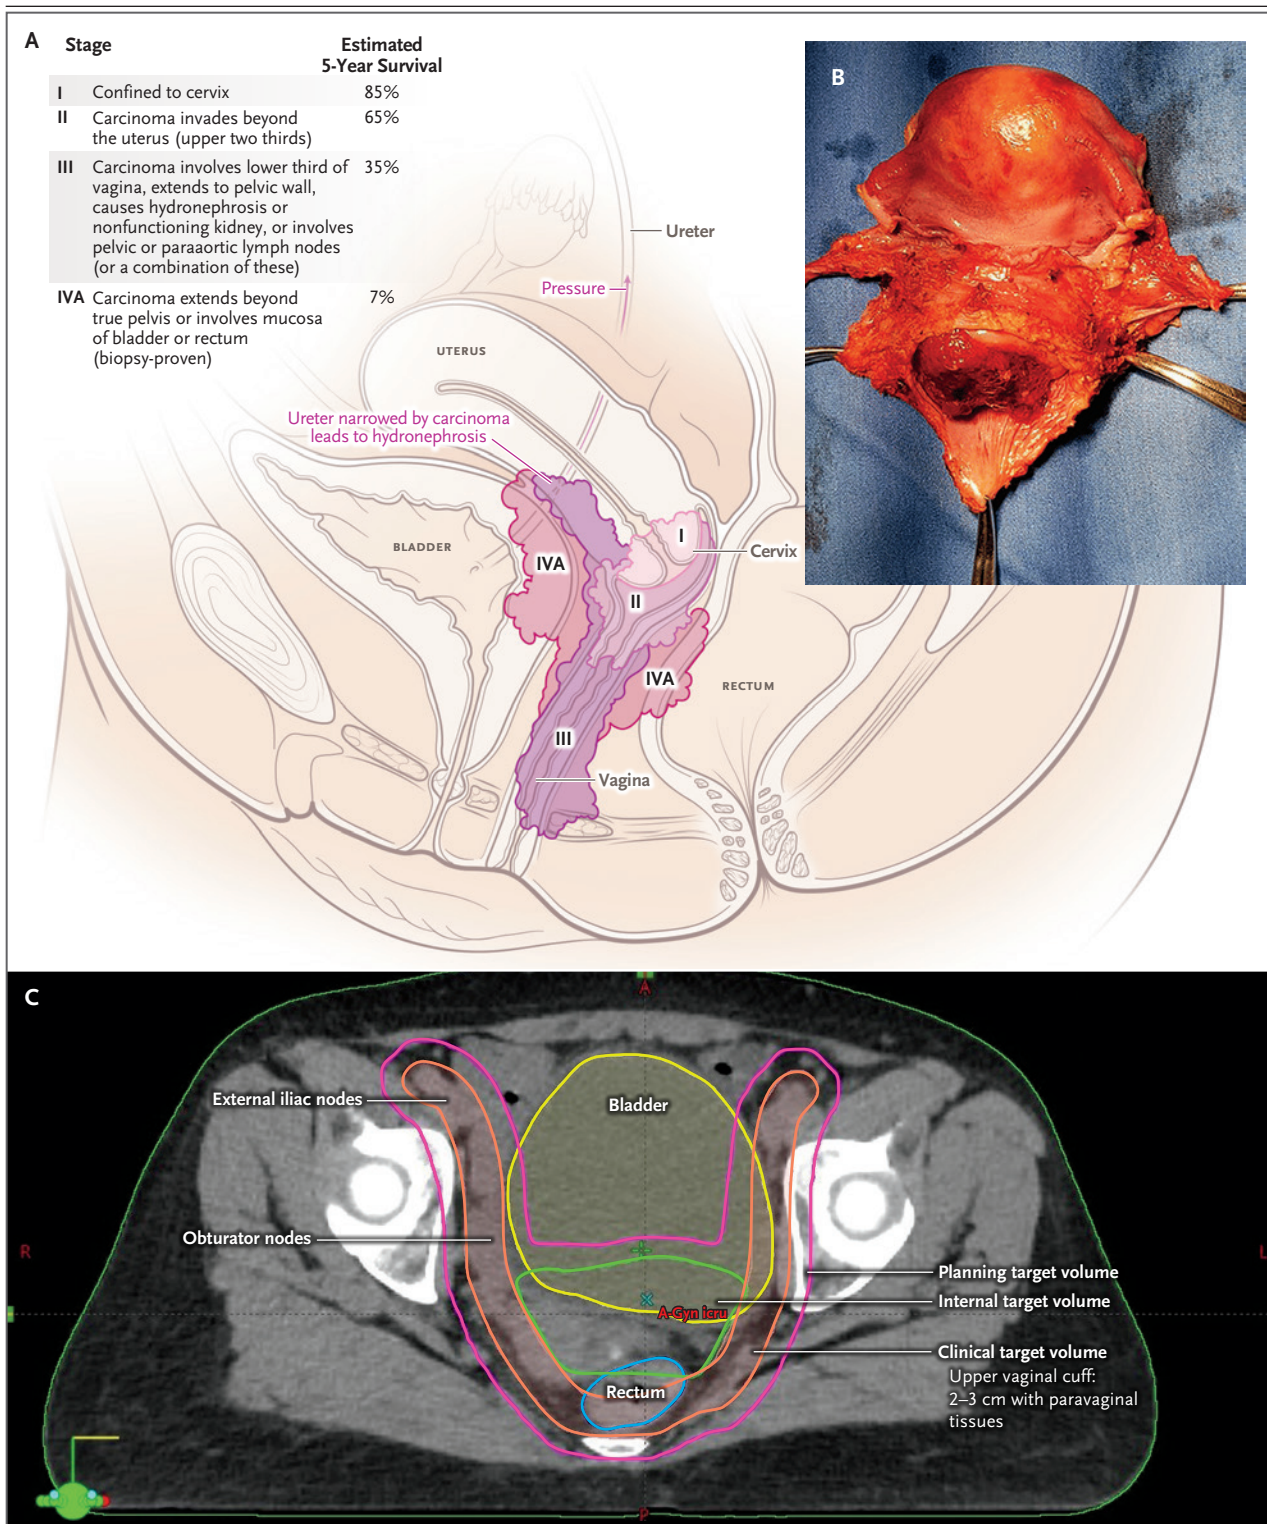 A
Stage
Estimated
5-Year Survival
I
Confined to cervix
85%
II
Carcinoma invades beyond
the uterus (upper two thirds)
65%
III
Carcinoma involves lower third of
vagina, extends to pelvic wall,
causes hydronephrosis or
nonfunctioning kidney, or involves
pelvic or paraaortic lymph nodes
(or a combination of these)
35%
IVA
Carcinoma extends beyond
true pelvis or involves mucosa
of bladder or rectum
(biopsy-proven)
7%
Ureter
Pressure
UTERUS
Ureter narrowed by carcinoma
leads to hydronephrosis
BLADDER
IVA
I
Cervix
II
IVA
RECTUM
III
Vagina
B
C
A
External iliac nodes
Bladder
Obturator nodes
R
L
Planning target volume
Internal target volume
A-Gyn icru
Clinical target volume
Upper vaginal cuff:
2–3 cm with paravaginal
tissues
Rectum
P